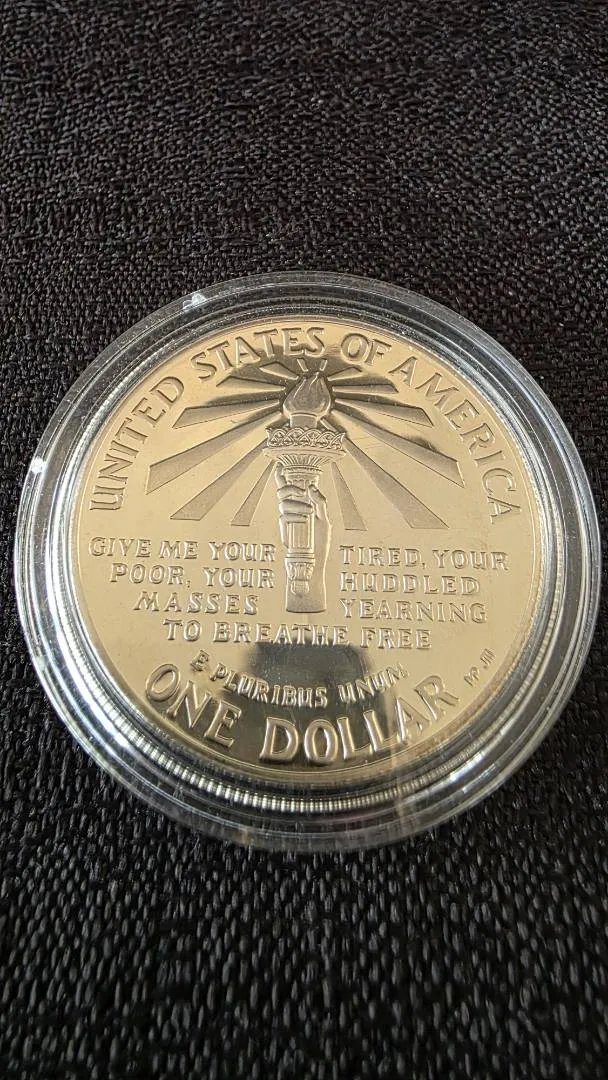 UNITED STATES OF AMERICA
GIVE ME YOUR TIRED, YOUR
POOR, YOUR HUDDLED
MASSES YEARNING
TO BREATHE FREE
E PLURIBUS UNUM
ONE DOLLAR